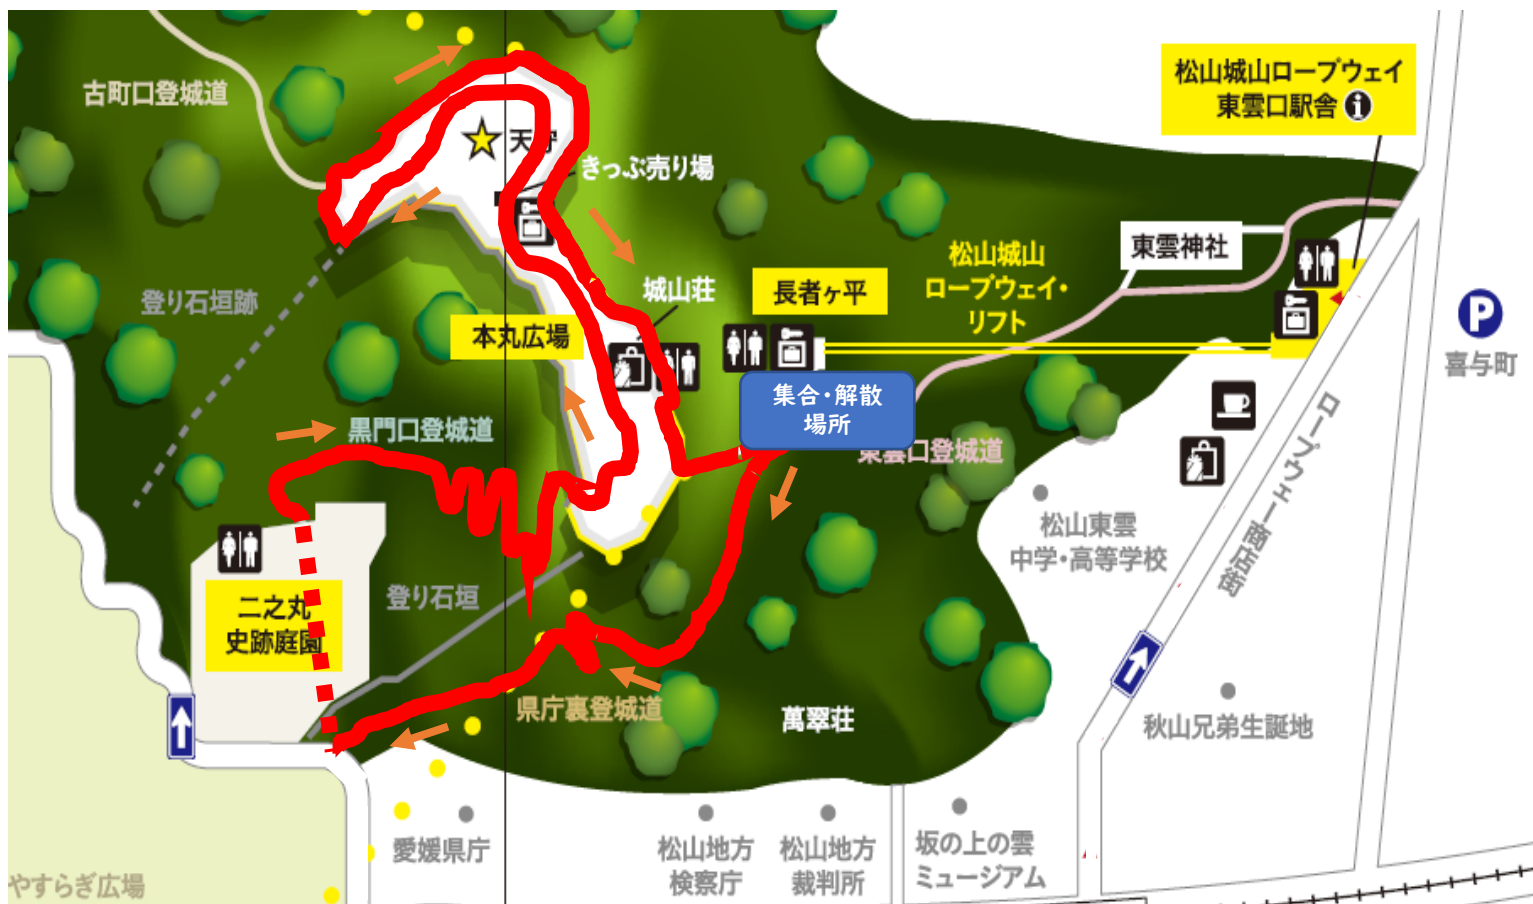 松山城山ロープウェイ
東雲口駅舎 i
古町口登城道
天守
きっぷ売り場
東雲神社
松山城山
ロープウェイ・
リフト
登り石垣跡
城山荘
長者ヶ平
本丸広場
P
喜与町
集合・解散
場所
黒門口登城道
東雲口登城道
ロープウェー商店街
松山東雲
中学・高等学校
二之丸
史跡庭園
登り石垣
県庁裏登城道
萬翠荘
秋山兄弟生誕地
愛媛県庁
松山地方
検察庁
松山地方
裁判所
坂の上の雲
ミュージアム
やすらぎ広場